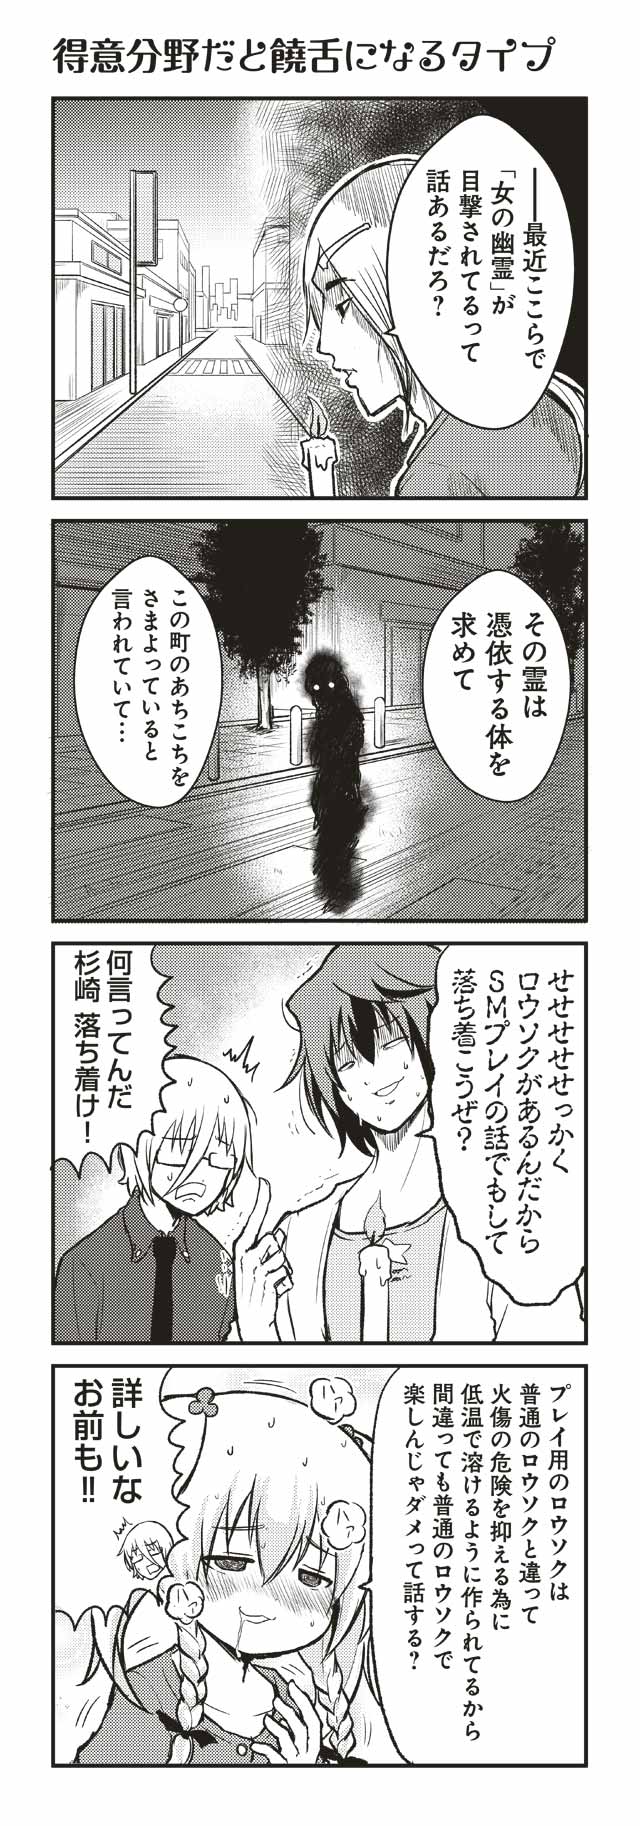 得意分野だと饒舌になるタイプ
──最近ここらで
「女の幽霊」が
目撃されてるって
話あるだろ？
その霊は
憑依する体を
求めて
この町のあちこちを
さまよっていると
言われていて…
せせせせせっかく
ロウソクがあるんだから
ＳＭプレイの話でもして
落ち着こうぜ？
何言ってんだ
杉崎 落ち着け！
プレイ用のロウソクは
普通のロウソクと違って
火傷の危険を抑える為に
低温で溶けるように作られてるから
間違っても普通のロウソクで
楽しんじゃダメって話する？
ハァ
ハァ
ハァ
詳しいな
お前も!!